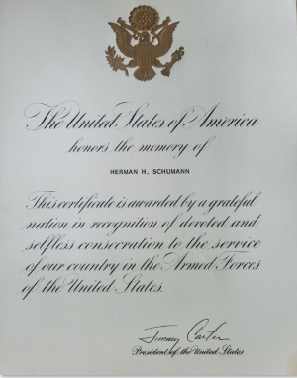 The United States of America
honors the memory of
HERMAN H. SCHUMANN
This certificate is awarded by a grateful
nation in recognition of devoted and
selfless consecration to the service
of our country in the Armed Forces
of the United States.
Jimmy Carter
President of the United States